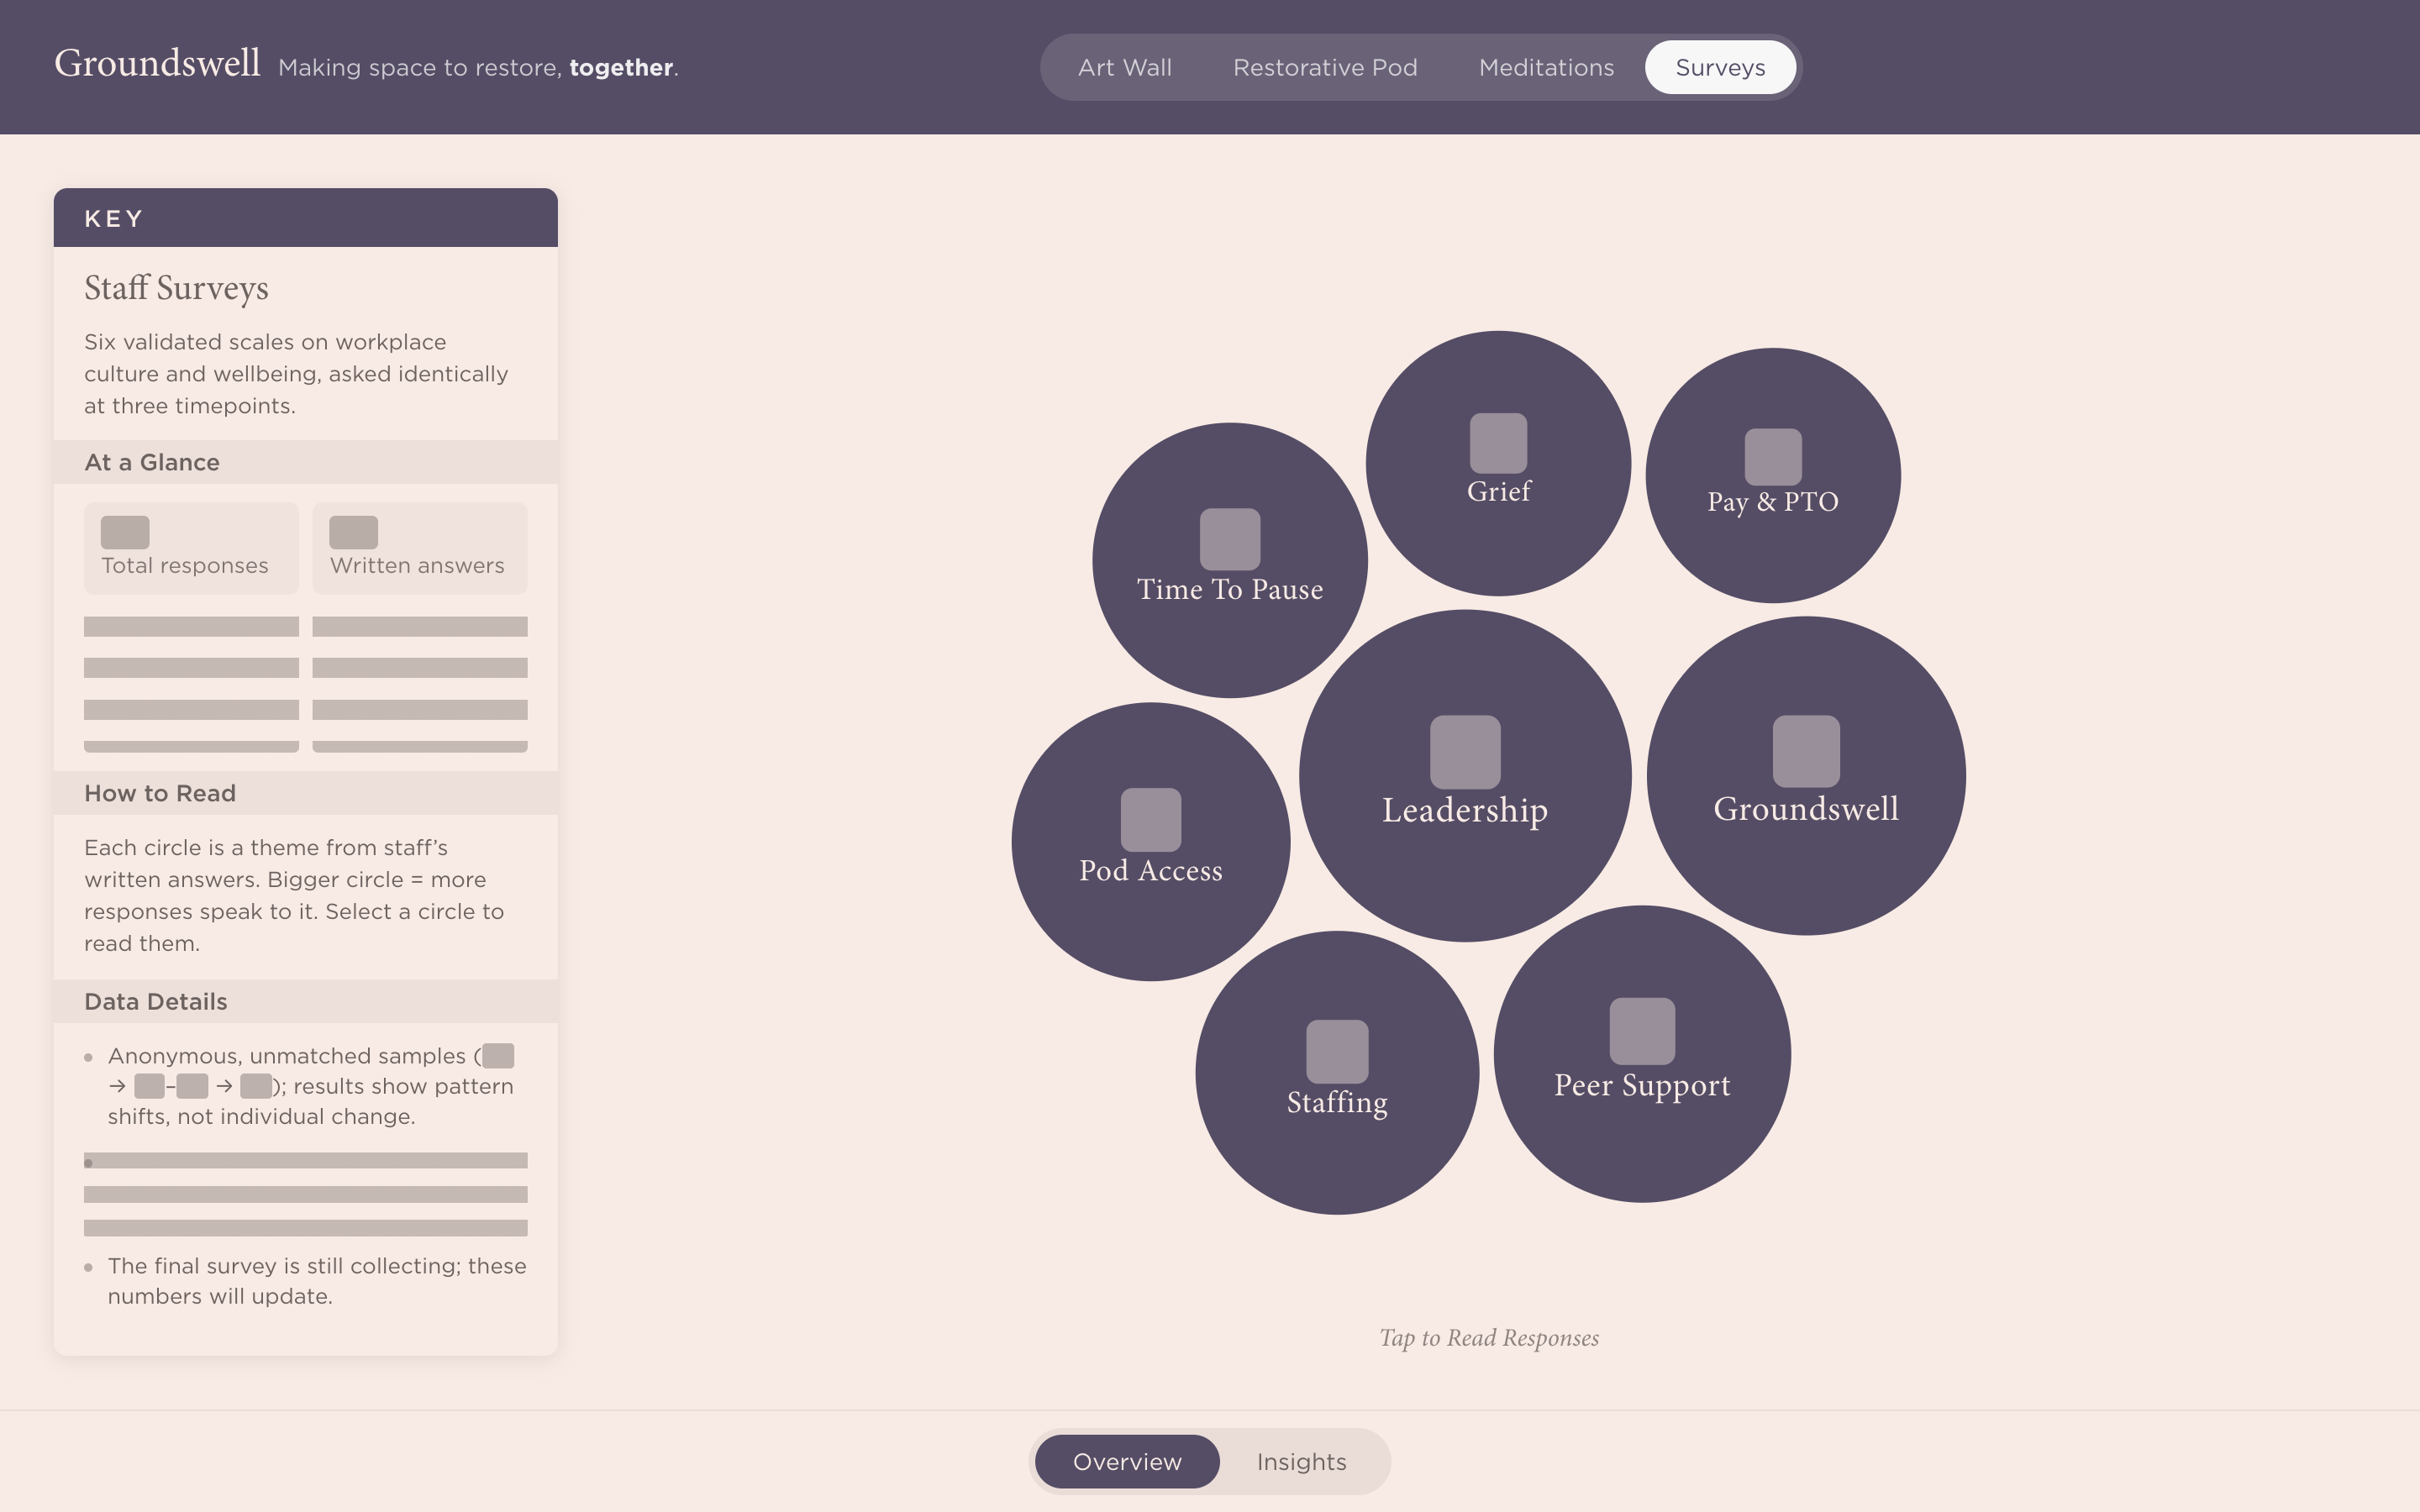 Groundswell Making space to restore, together.
Art Wall
Restorative Pod
Meditations
Surveys
KEY
Staff Surveys
Six validated scales on workplace
culture and wellbeing, asked identically
at three timepoints.
At a Glance
Total responses
Written answers
How to Read
Each circle is a theme from staff’s
written answers. Bigger circle = more
responses speak to it. Select a circle to
read them.
Data Details
Anonymous, unmatched samples (
→ – → ); results show pattern
shifts, not individual change.
The final survey is still collecting; these
numbers will update.
Grief
Pay & PTO
Time To Pause
Leadership
Groundswell
Pod Access
Staffing
Peer Support
Tap to Read Responses
Overview
Insights